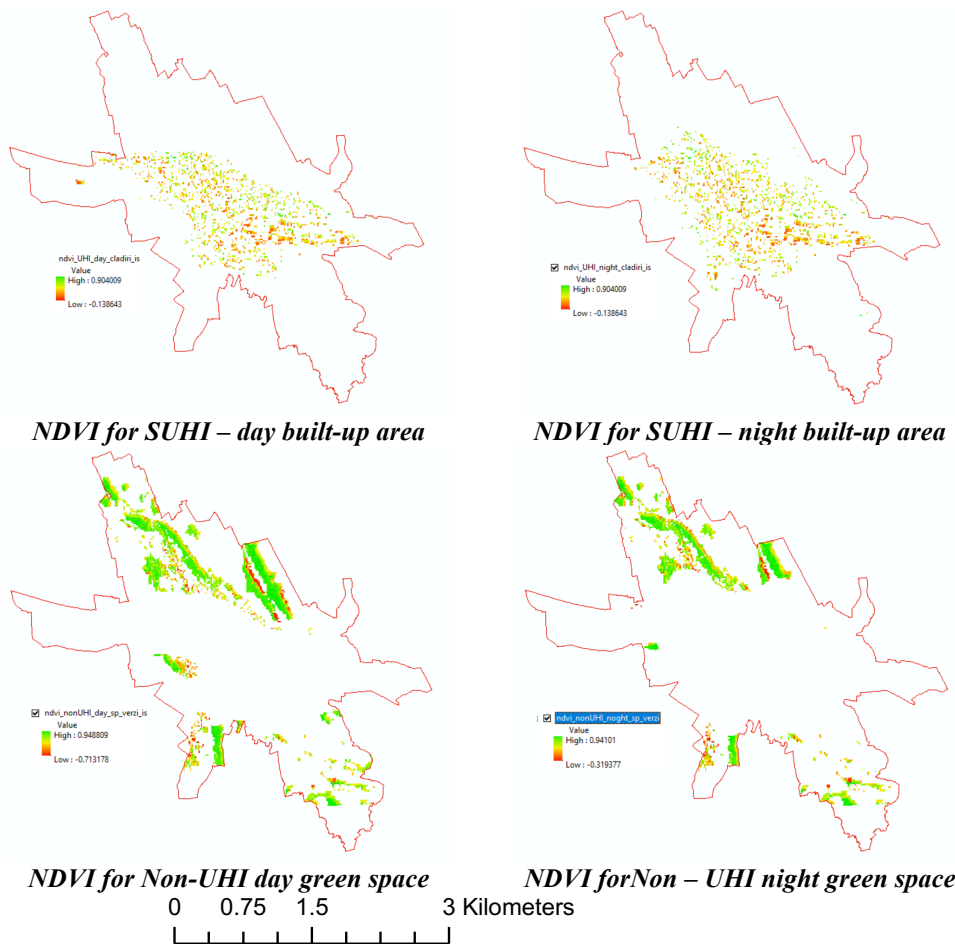 ndvi_UHI_day_cladiri_is
Value
High : 0.904009
Low : -0.138643
ndvi_UHI_night_cladiri_is
Value
High : 0.904009
Low : -0.138643
NDVI for SUHI – day built-up area
NDVI for SUHI – night built-up area
ndvi_nonUHI_day_sp_verzi_is
Value
High : 0.948809
Low : -0.713178
ndvi_nonUHI_noght_sp_verzi
Value
High : 0.94101
Low : -0.319377
NDVI for Non-UHI day green space
NDVI forNon – UHI night green space
0 0.75 1.5 3 Kilometers